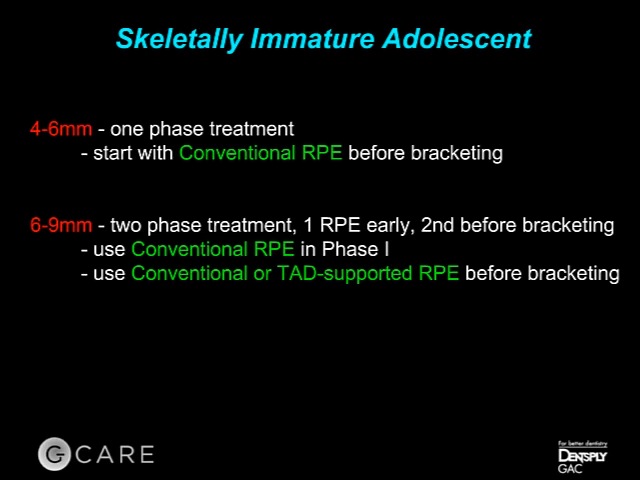 Skeletally Immature Adolescent
4-6mm - one phase treatment
- start with Conventional RPE before bracketing
6-9mm - two phase treatment, 1 RPE early, 2nd before bracketing
- use Conventional RPE in Phase I
- use Conventional or TAD-supported RPE before bracketing
G CARE
For better dentistry
DENTSPLY
GAC